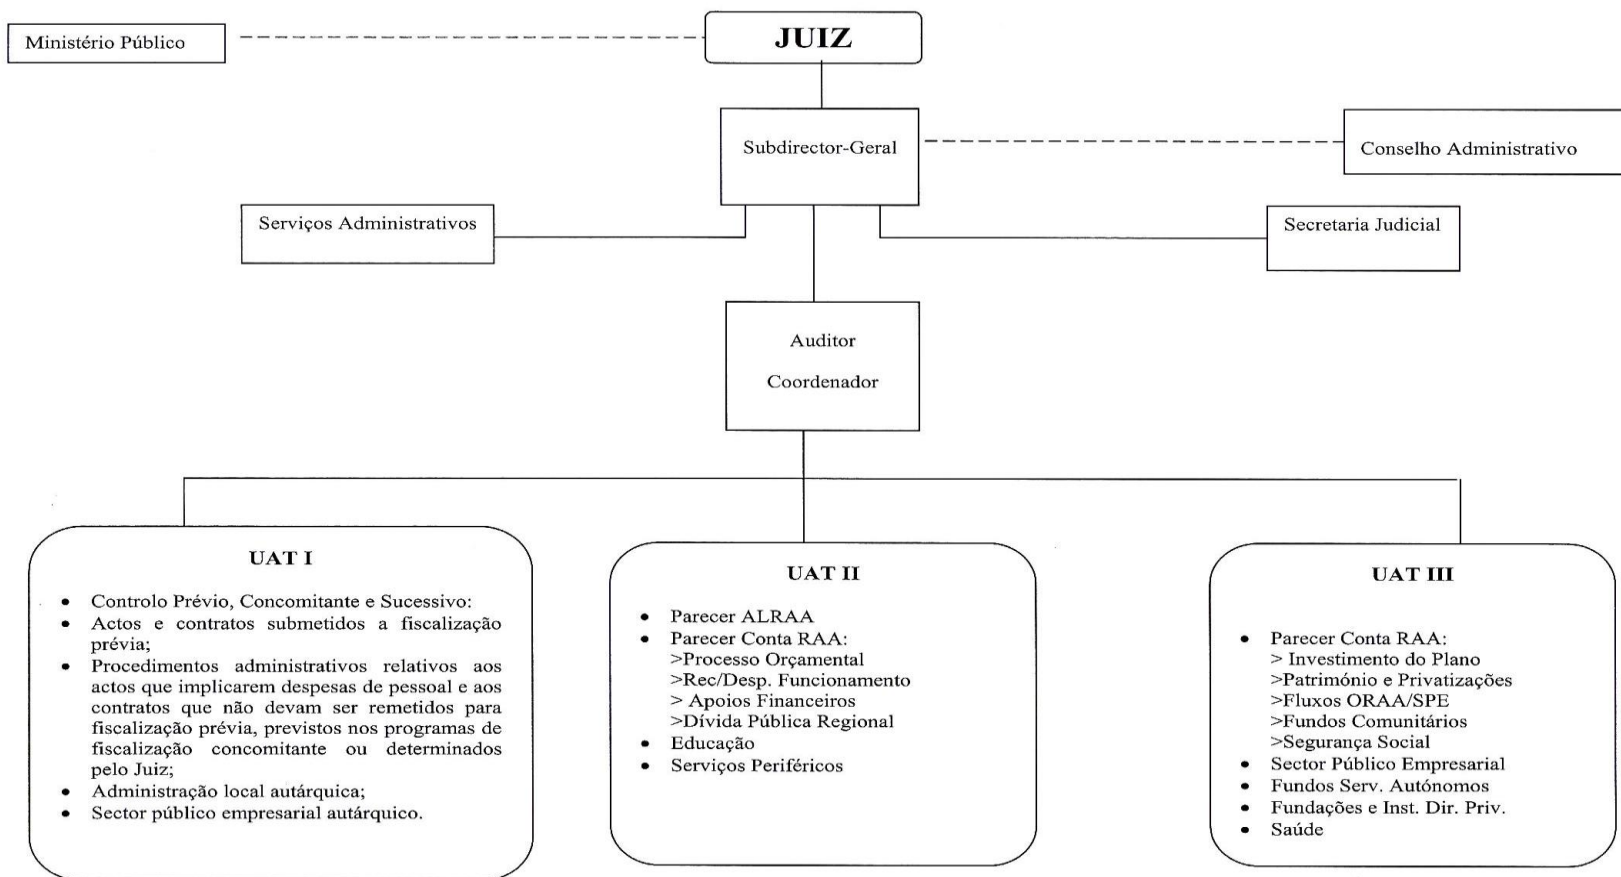 Ministério Público
JUIZ
Subdirector-Geral
Conselho Administrativo
Serviços Administrativos
Secretaria Judicial
Auditor
Coordenador
UAT I
• Controlo Prévio, Concomitante e Sucessivo:
• Actos e contratos submetidos a fiscalização
prévia;
• Procedimentos administrativos relativos aos
actos que implicarem despesas de pessoal e aos
contratos que não devam ser remetidos para
fiscalização prévia, previstos nos programas de
fiscalização concomitante ou determinados
pelo Juiz;
• Administração local autárquica;
• Sector público empresarial autárquico.
UAT II
• Parecer ALRAA
• Parecer Conta RAA:
>Processo Orçamental
>Rec/Desp. Funcionamento
> Apoios Financeiros
>Dívida Pública Regional
• Educação
• Serviços Periféricos
UAT III
• Parecer Conta RAA:
> Investimento do Plano
>Património e Privatizações
>Fluxos ORAA/SPE
>Fundos Comunitários
>Segurança Social
• Sector Público Empresarial
• Fundos Serv. Autónomos
• Fundações e Inst. Dir. Priv.
• Saúde